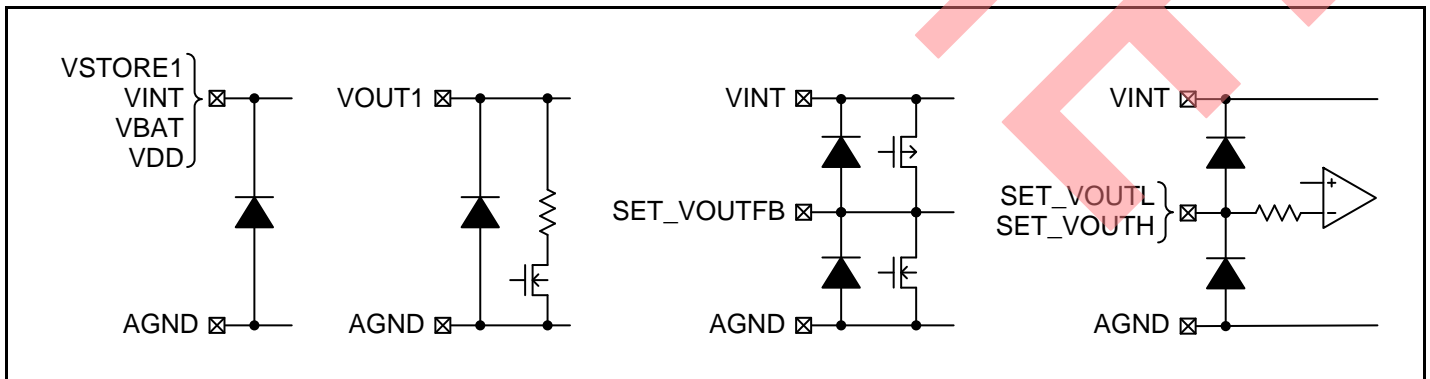 VSTORE1
VINT
VBAT
VDD
AGND
VOUT1
AGND
VINT
SET_VOUTFB
AGND
VINT
SET_VOUTL
SET_VOUTH
+
-
AGND